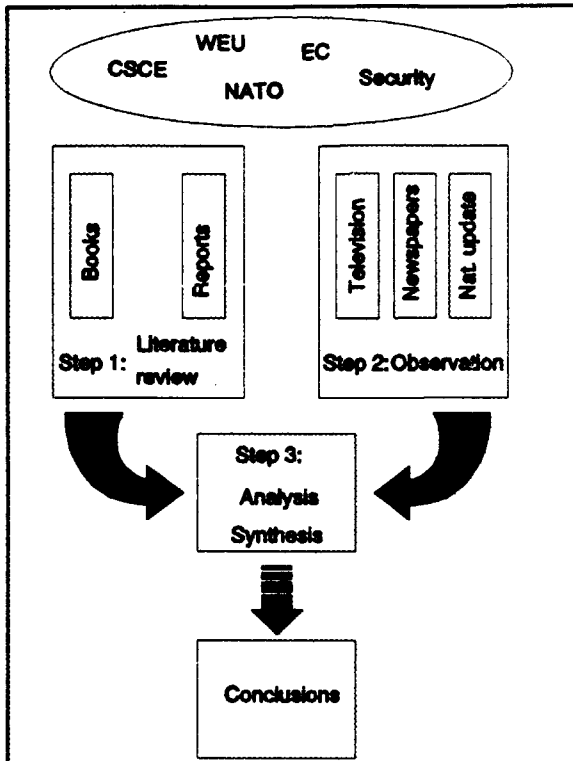 WEU
EC
CSCE
NATO
Security
Books
Reports
Step 1: Literature
review
Television
Newspapers
Nat. update
Step 2: Observation
Step 3:
Analysis
Synthesis
Conclusions